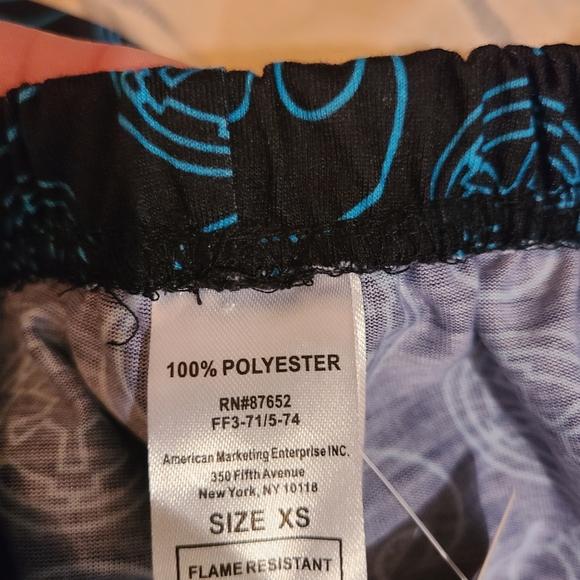 100% POLYESTER
RN#87652
FF3-71/5-74
American Marketing Enterprise INC.
350 Fifth Avenue
New York, NY 10118
SIZE XS
FLAME RESISTANT